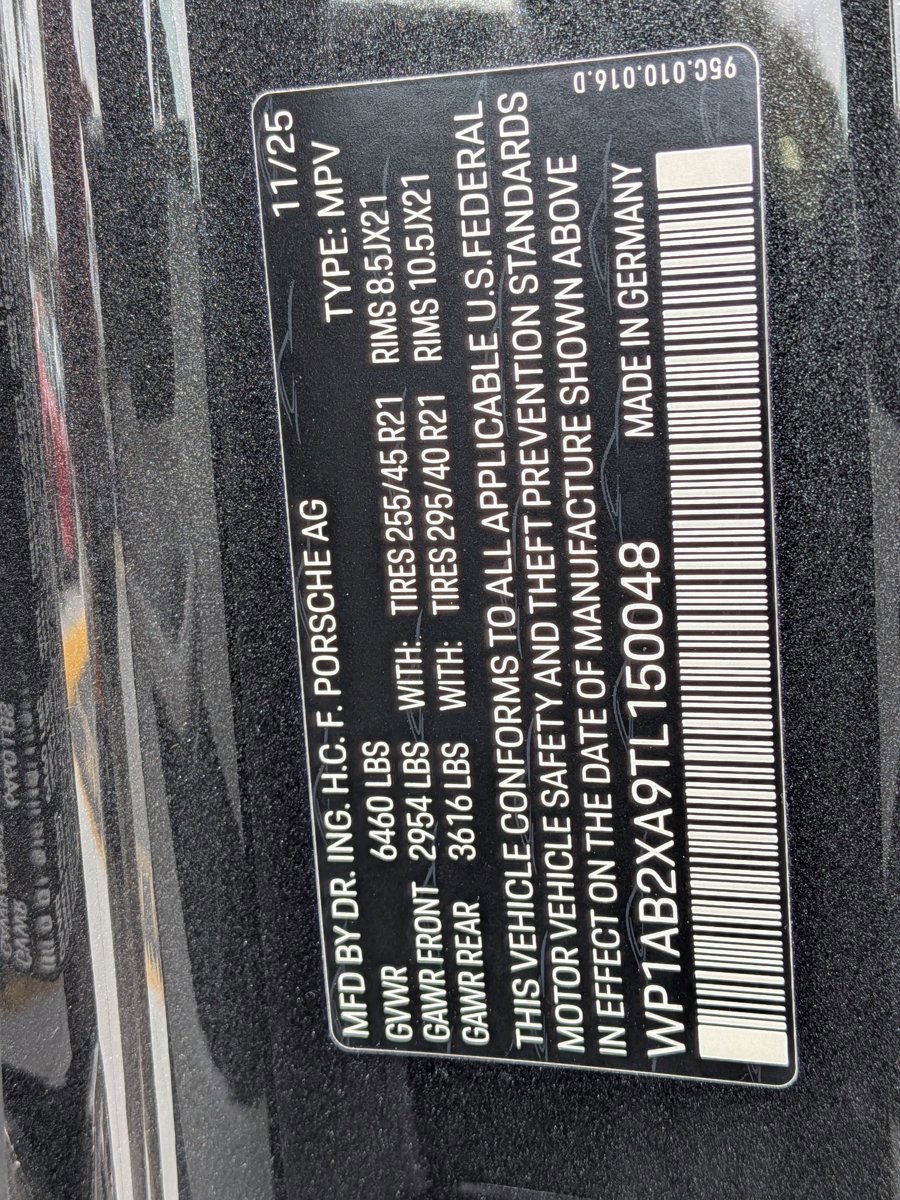 95C.010.016.D
MFD BY DR. ING. H.C. F. PORSCHE AG 11/25
TYPE: MPV
GVWR 6460 LBS WITH: TIRES 255/45 R21 RIMS 8.5JX21
GAWR FRONT 2954 LBS WITH: TIRES 295/40 R21 RIMS 10.5JX21
GAWR REAR 3616 LBS
THIS VEHICLE CONFORMS TO ALL APPLICABLE U.S. FEDERAL
MOTOR VEHICLE SAFETY AND THEFT PREVENTION STANDARDS
IN EFFECT ON THE DATE OF MANUFACTURE SHOWN ABOVE
WP1AB2XA9TL150048 MADE IN GERMANY